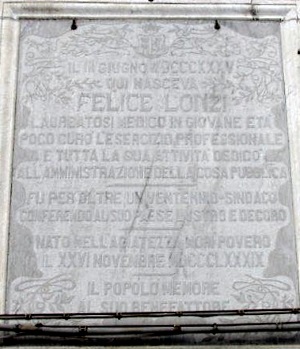 IL III GIUGNO MDCCCXXXV
QUI NASCEVA
FELICE LONZI
LAUREATOSI MEDICO IN GIOVANE ETÀ
POCO CURÒ L'ESERCIZIO PROFESSIONALE
MA TUTTA LA SUA ATTIVITÀ DEDICÒ
ALL'AMMINISTRAZIONE DELLA COSA PUBBLICA
FU PER OLTRE UN VENTENNIO SINDACO
CONFERENDO AL SUO PAESE LUSTRO E DECORO
NATO NELL'AGIATEZZA, MORÌ POVERO
IL XXVI NOVEMBRE MDCCCLXXXIX
IL POPOLO MEMORE
AL SUO BENEFATTORE